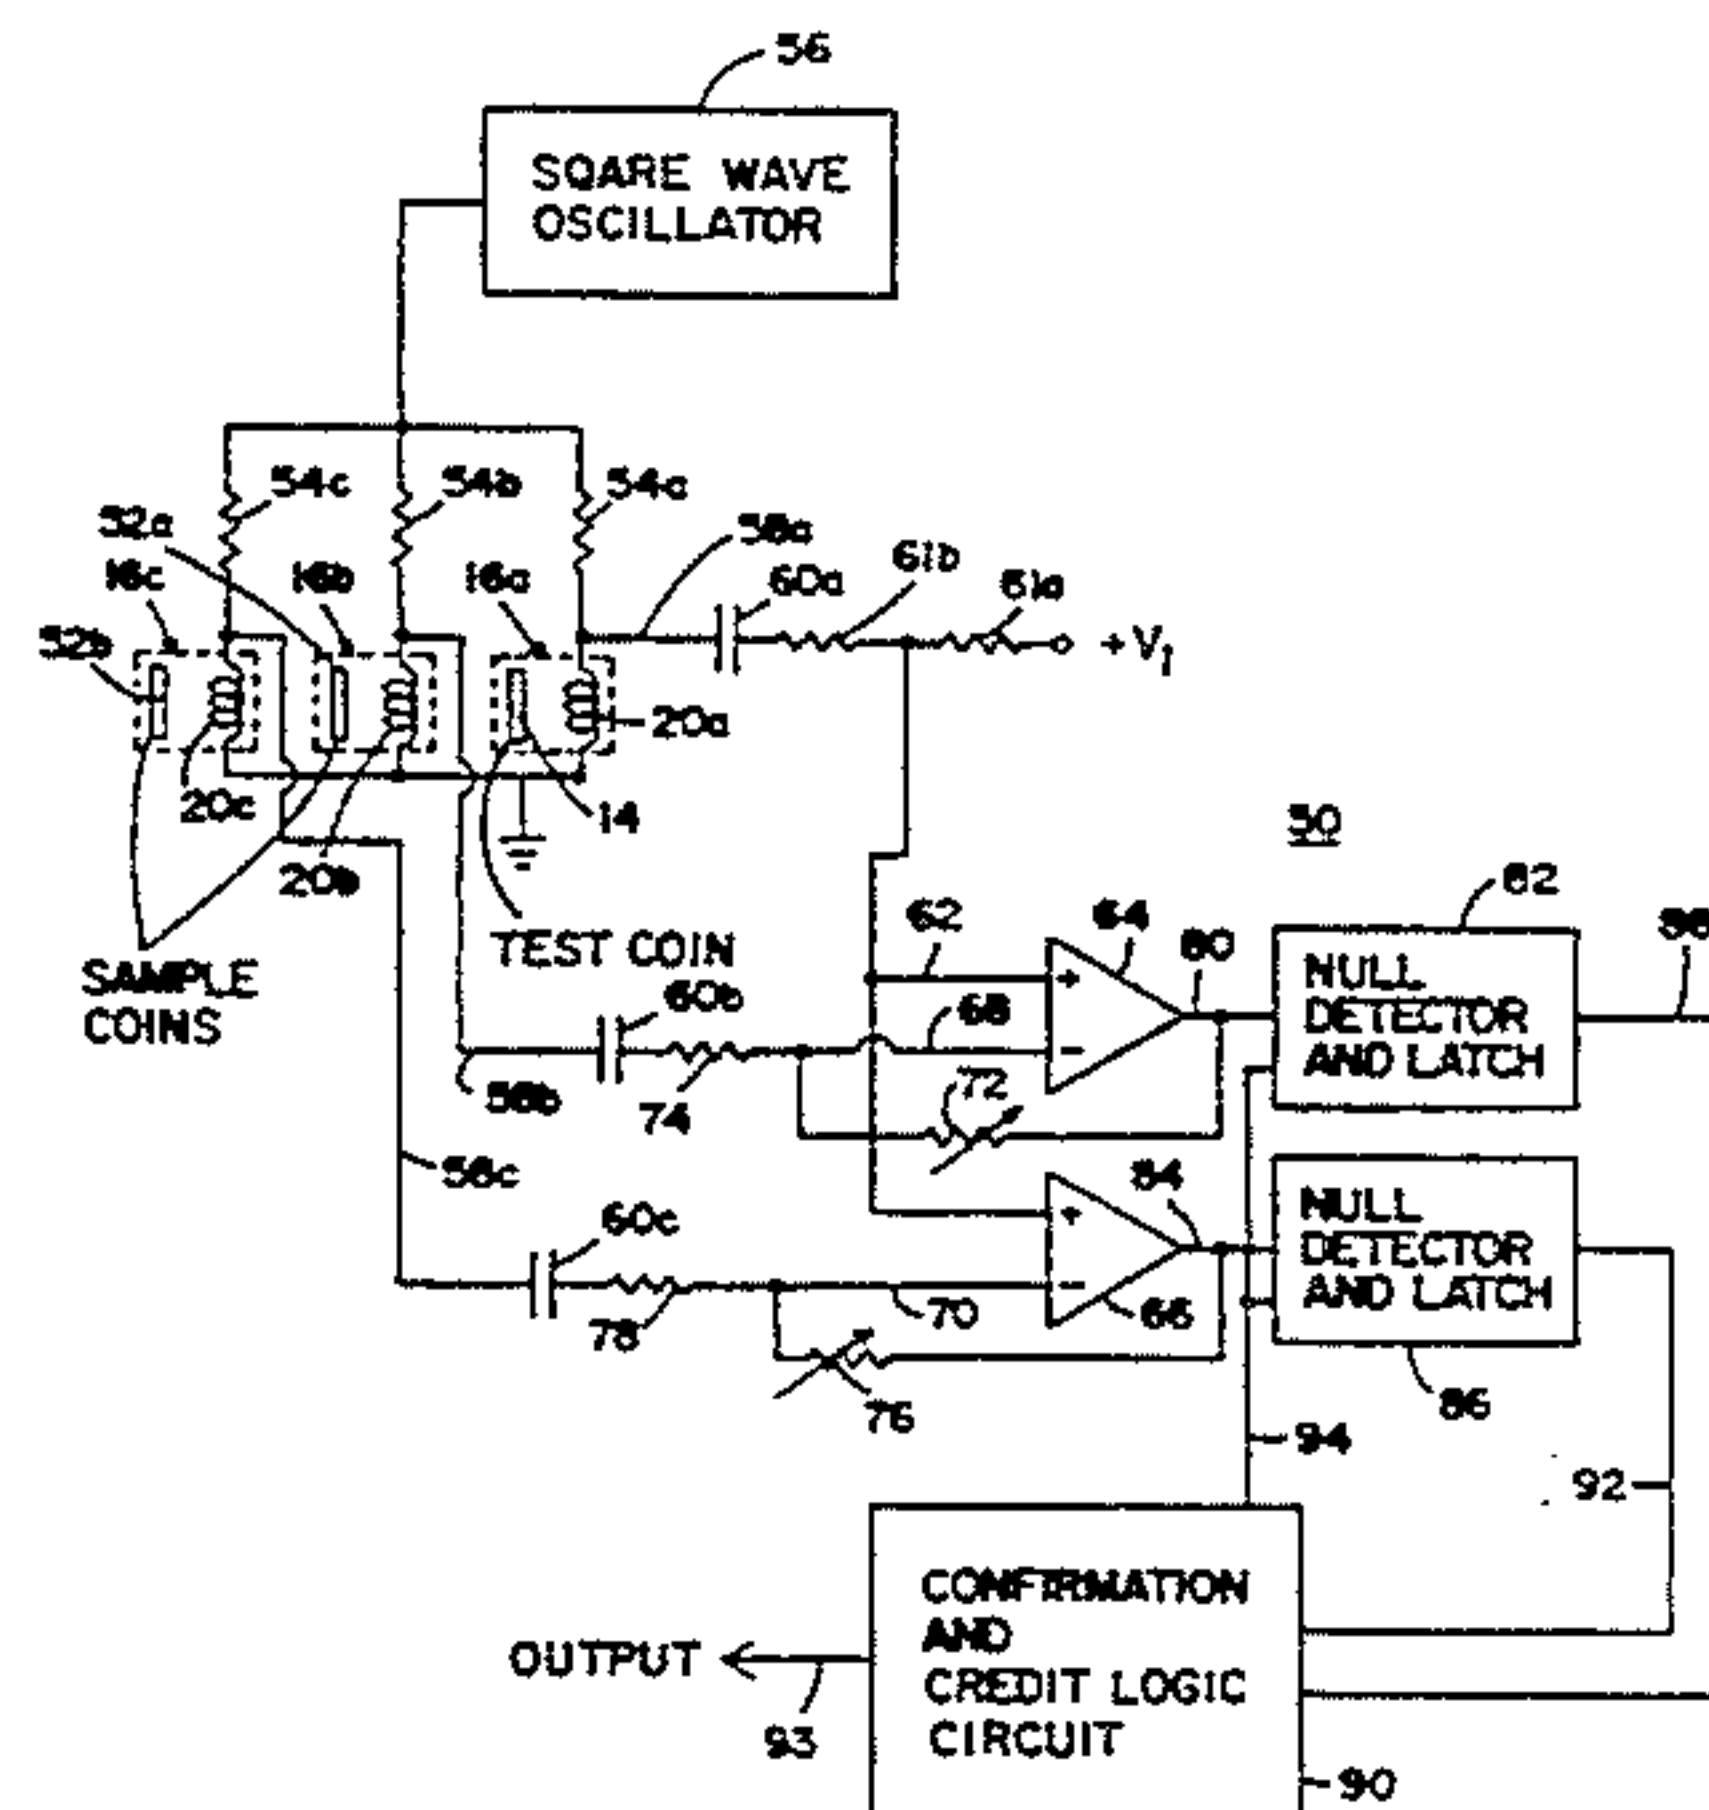 56
SQARE WAVE
OSCILLATOR
54c
54b
54a
52a
58a
61b
16c
16b
16a
60a
61a
52b
+V1
20a
20c
14
50
20b
82
62
64
80
98
TEST COIN
SAMPLE
COINS
60b
68
NULL
DETECTOR
AND LATCH
58b
74
72
58c
84
60c
NULL
DETECTOR
AND LATCH
78
70
66
76
86
94
92
CONFIRMATION
AND
CREDIT LOGIC
CIRCUIT
OUTPUT
93
90